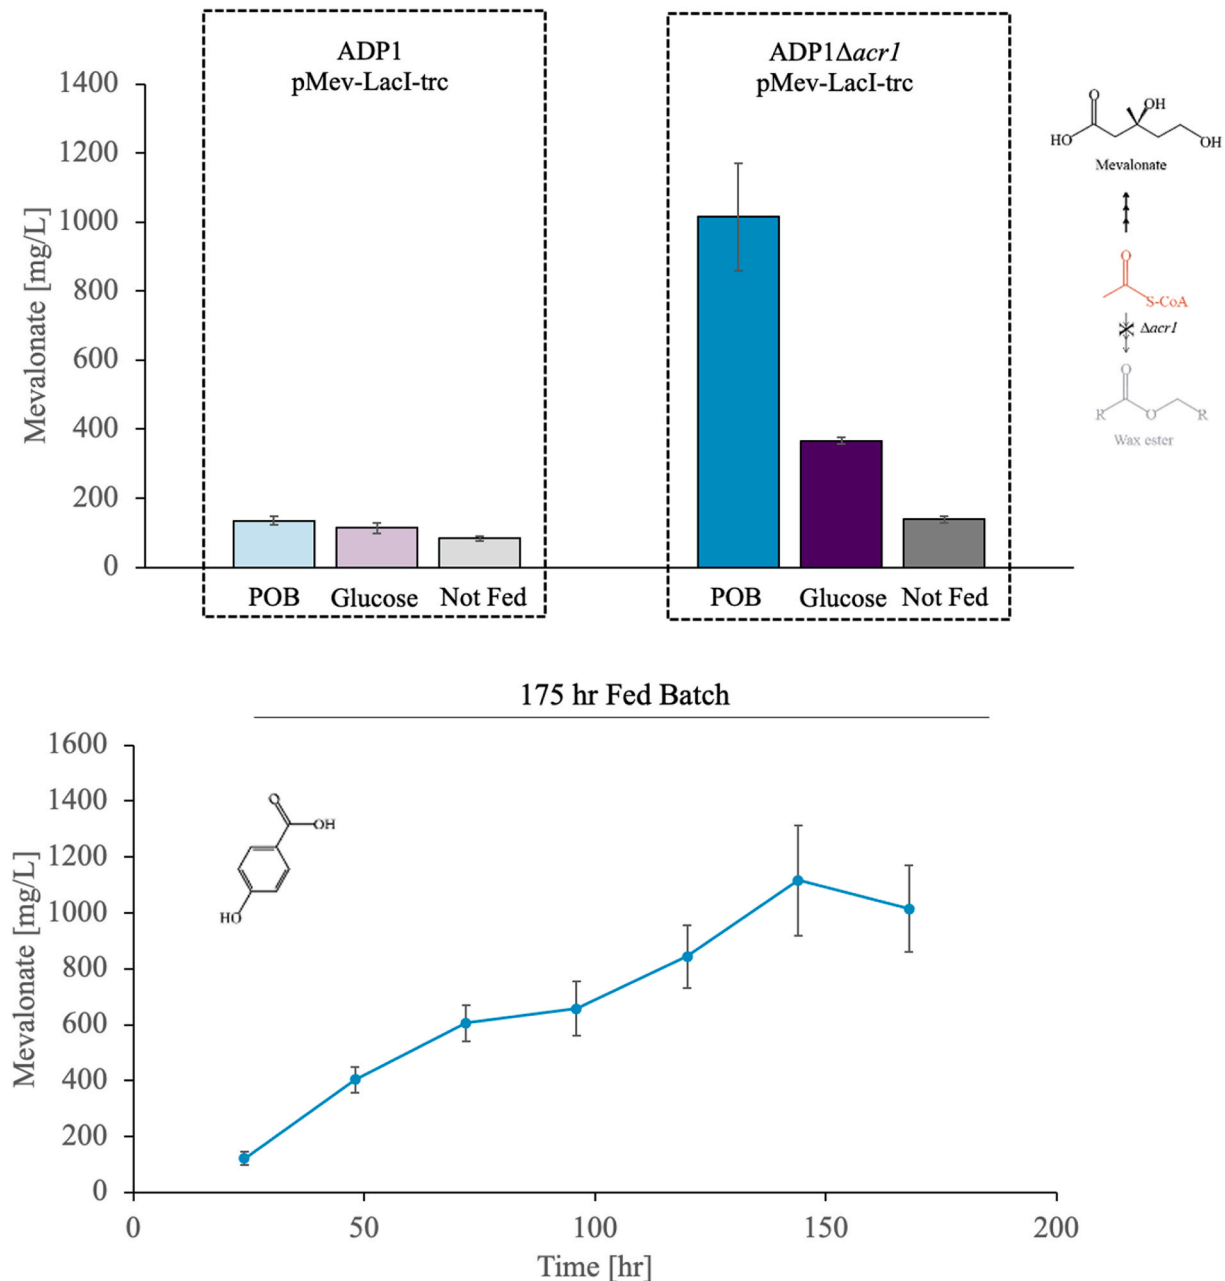 ADP1
pMev-LacI-trc
ADP1Δacr1
pMev-LacI-trc
Mevalonate [mg/L]
1400
1200
1000
800
600
400
200
0
POB Glucose Not Fed
POB Glucose Not Fed
O
OH
HO
OH
Mevalonate
O
S-CoA
Δacr1
O
R O R
Wax ester
175 hr Fed Batch
Mevalonate [mg/L]
1600
1400
1200
1000
800
600
400
200
0
O
OH
HO
0 50 100 150 200
Time [hr]